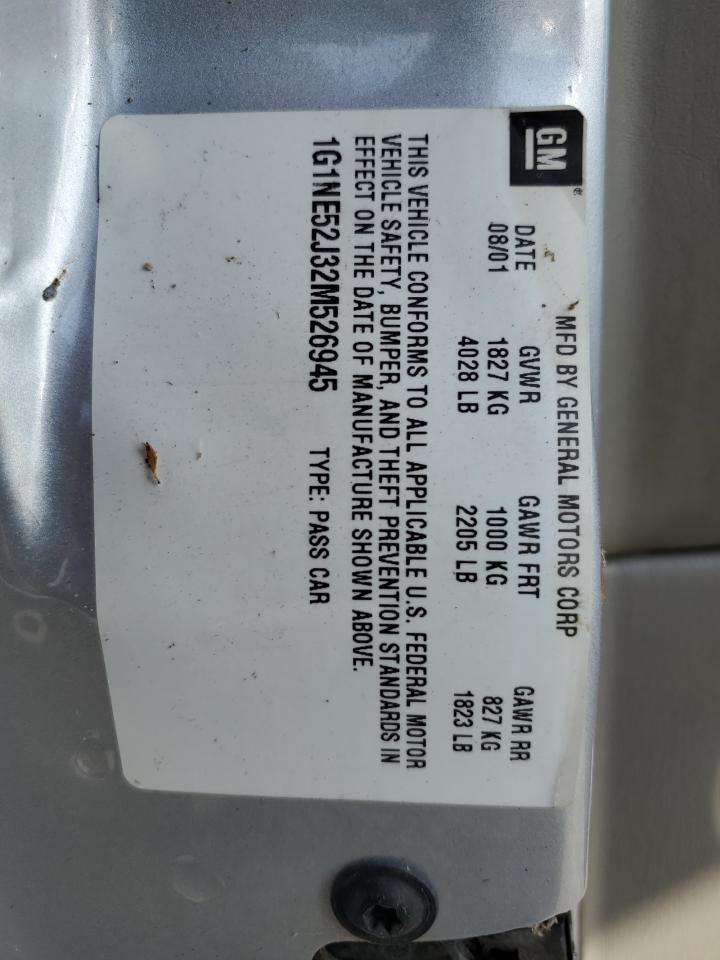 GM
MFD BY GENERAL MOTORS CORP
DATE GVWR GAWR FRT GAWR RR
08/01 1827 KG 1000 KG 827 KG
4028 LB 2205 LB 1823 LB
THIS VEHICLE CONFORMS TO ALL APPLICABLE U.S. FEDERAL MOTOR
VEHICLE SAFETY, BUMPER, AND THEFT PREVENTION STANDARDS IN
EFFECT ON THE DATE OF MANUFACTURE SHOWN ABOVE.
1G1NE52J32M526945 TYPE: PASS CAR